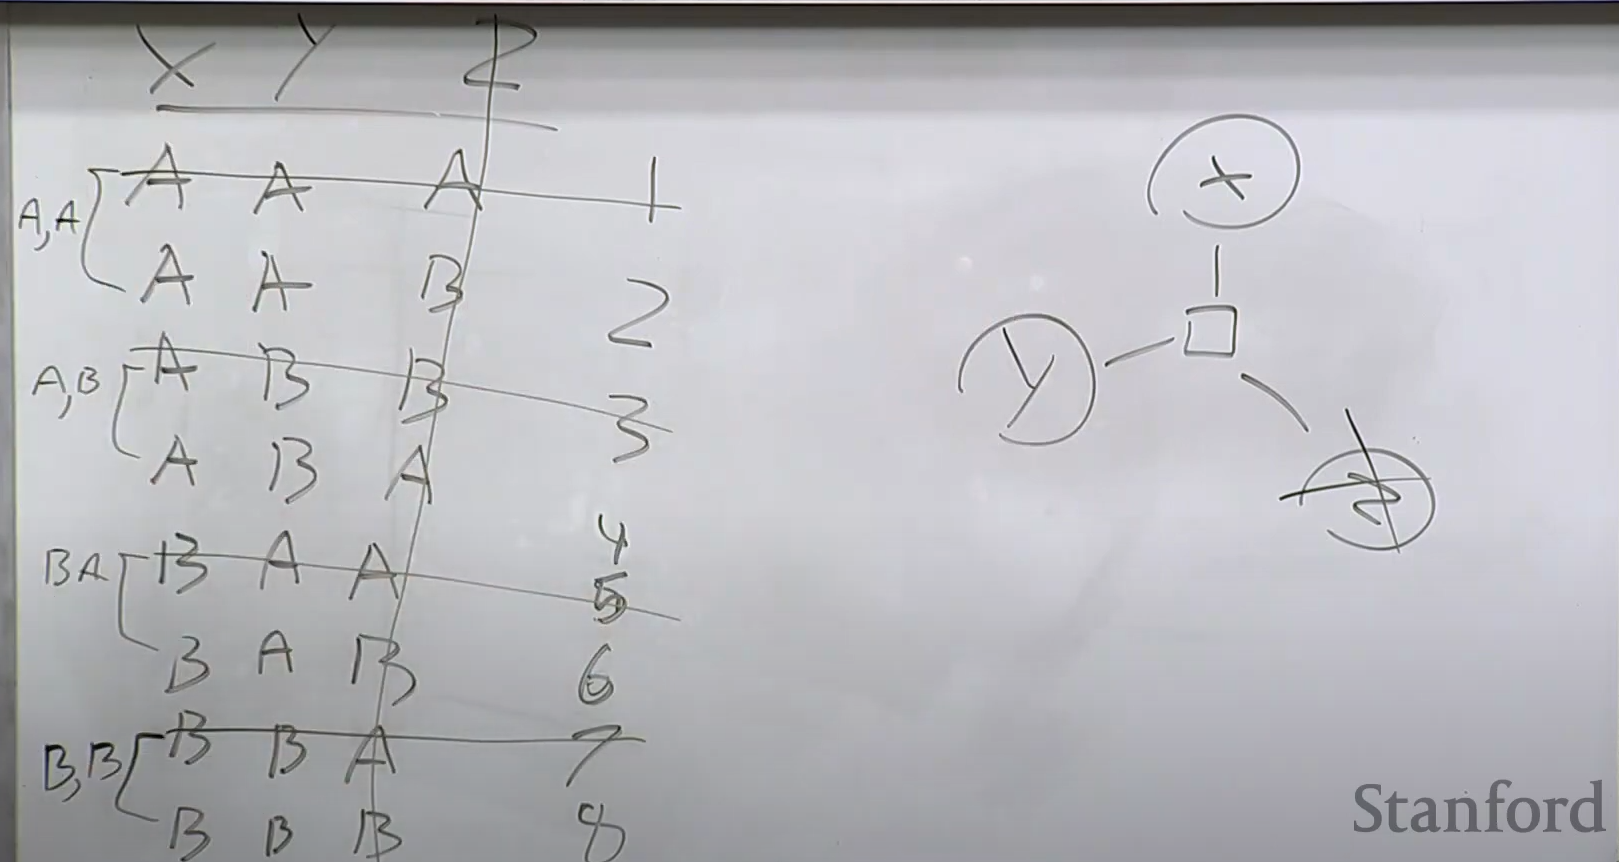 X Y Z
A A A 1
A,A
A A B 2
A B B 3
A,B
A B A 4
B A A 5
BA
B A B 6
B B A 7
B,B
B B B 8
X
Y
Z
Stanford